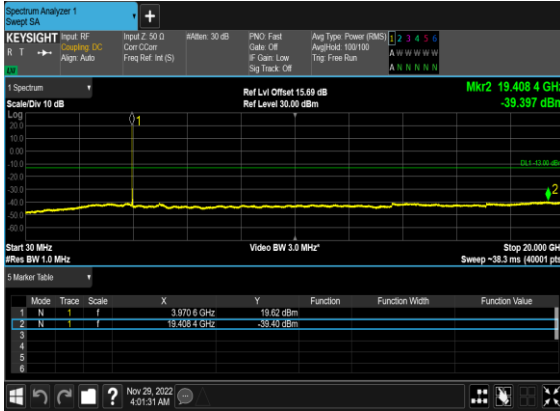 Spectrum Analyzer 1
Swept SA
+
KEYSIGHT Input: RF Input Z: 50 Ω #Atten: 30 dB PNO: Fast Avg Type: Power (RMS) 1 2 3 4 5 6
R T Coupling: DC Corr CCorr Gate: Off Avg|Hold: 100/100 A W W W W W
Align: Auto Freq Ref: Int (S) IF Gain: Low Trig: Free Run A N N N N N
Sig Track: Off
1 Spectrum Ref Lvl Offset 15.69 dB Mkr2 19.408 4 GHz
Scale/Div 10 dB Ref Level 30.00 dBm -39.397 dBm
Log
20.0
10.0
0.00
-10.0
-20.0
-30.0
-40.0
-50.0
-60.0
1
DL1 -13.00 dBm
2
Start 30 MHz Video BW 3.0 MHz* Stop 20.000 GHz
#Res BW 1.0 MHz Sweep ~38.3 ms (40001 pts)
5 Marker Table
Mode Trace Scale X Y Function Function Width Function Value
1 N 1 f 3.970 6 GHz 19.62 dBm
2 N 1 f 19.408 4 GHz -39.40 dBm
3
4
5
6
? Nov 29, 2022
4:01:31 AM